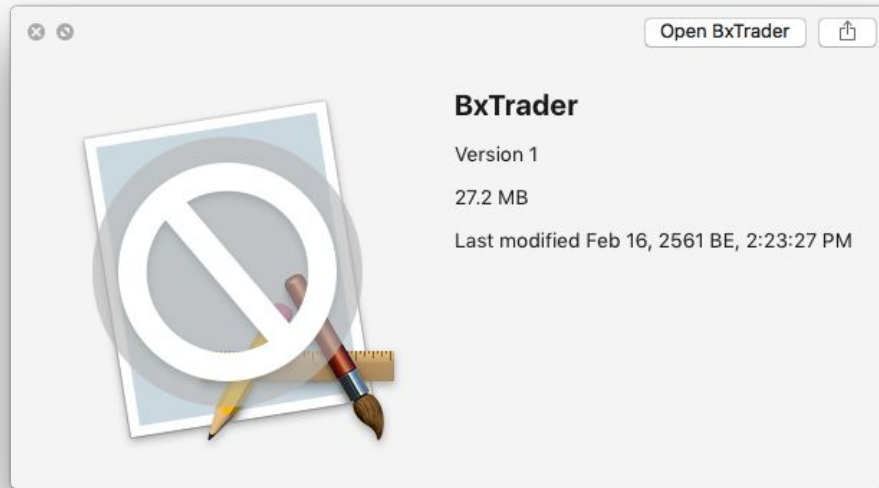 Open BxTrader
BxTrader
Version 1
27.2 MB
Last modified Feb 16, 2561 BE, 2:23:27 PM